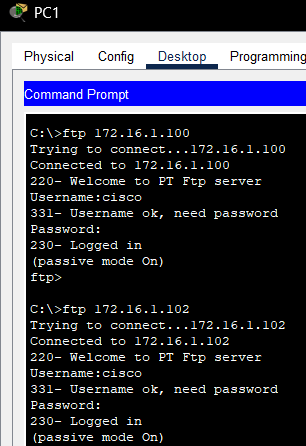 PC1
Physical Config Desktop Programming
Command Prompt
C:\>ftp 172.16.1.100
Trying to connect...172.16.1.100
Connected to 172.16.1.100
220- Welcome to PT Ftp server
Username:cisco
331- Username ok, need password
Password:
230- Logged in
(passive mode On)
ftp>
C:\>ftp 172.16.1.102
Trying to connect...172.16.1.102
Connected to 172.16.1.102
220- Welcome to PT Ftp server
Username:cisco
331- Username ok, need password
Password:
230- Logged in
(passive mode On)